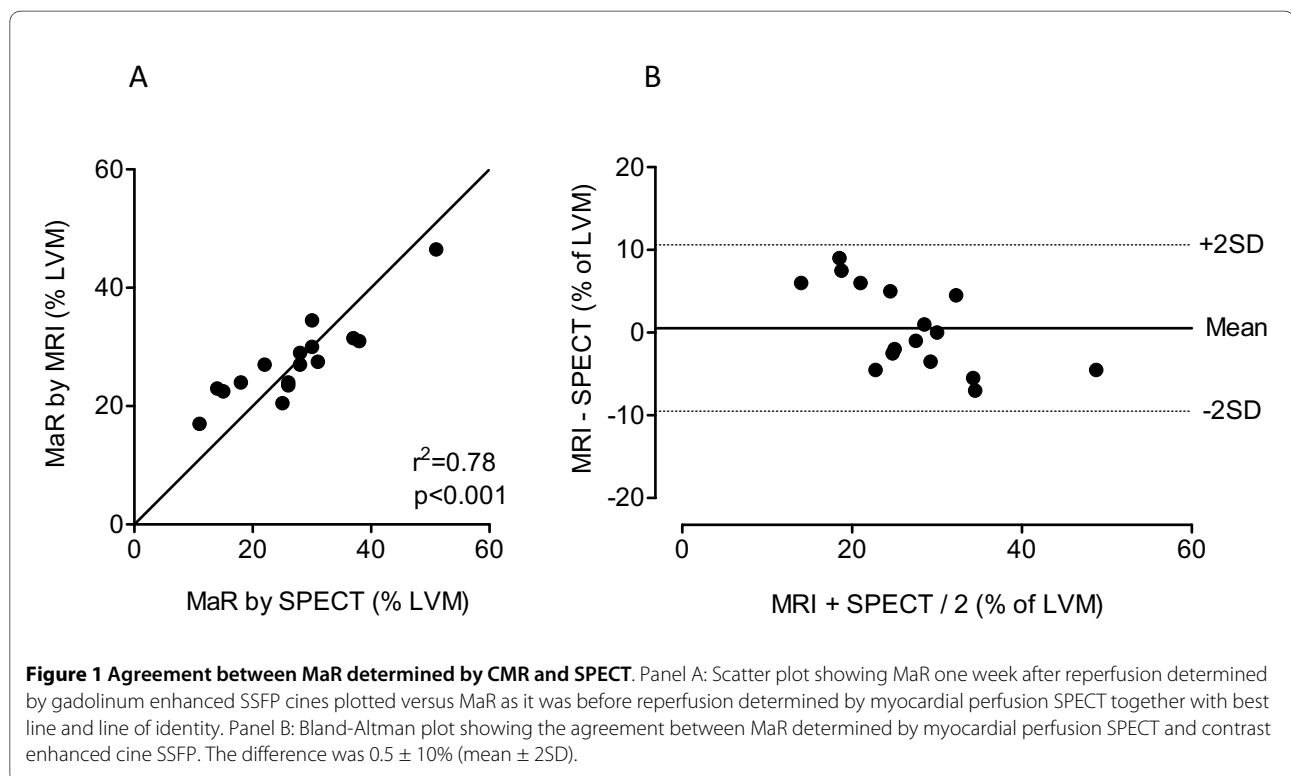 A
MaR by MRI (% LVM)
60
40
20
0
0 20 40 60
r²=0.78
p<0.001
MaR by SPECT (% LVM)
B
MRI - SPECT (% of LVM)
20
10
0
-10
-20
+2SD
Mean
-2SD
0 20 40 60
MRI + SPECT / 2 (% of LVM)
Figure 1 Agreement between MaR determined by CMR and SPECT. Panel A: Scatter plot showing MaR one week after reperfusion determined
by gadolinum enhanced SSFP cines plotted versus MaR as it was before reperfusion determined by myocardial perfusion SPECT together with best
line and line of identity. Panel B: Bland-Altman plot showing the agreement between MaR determined by myocardial perfusion SPECT and contrast
enhanced cine SSFP. The difference was 0.5 ± 10% (mean ± 2SD).